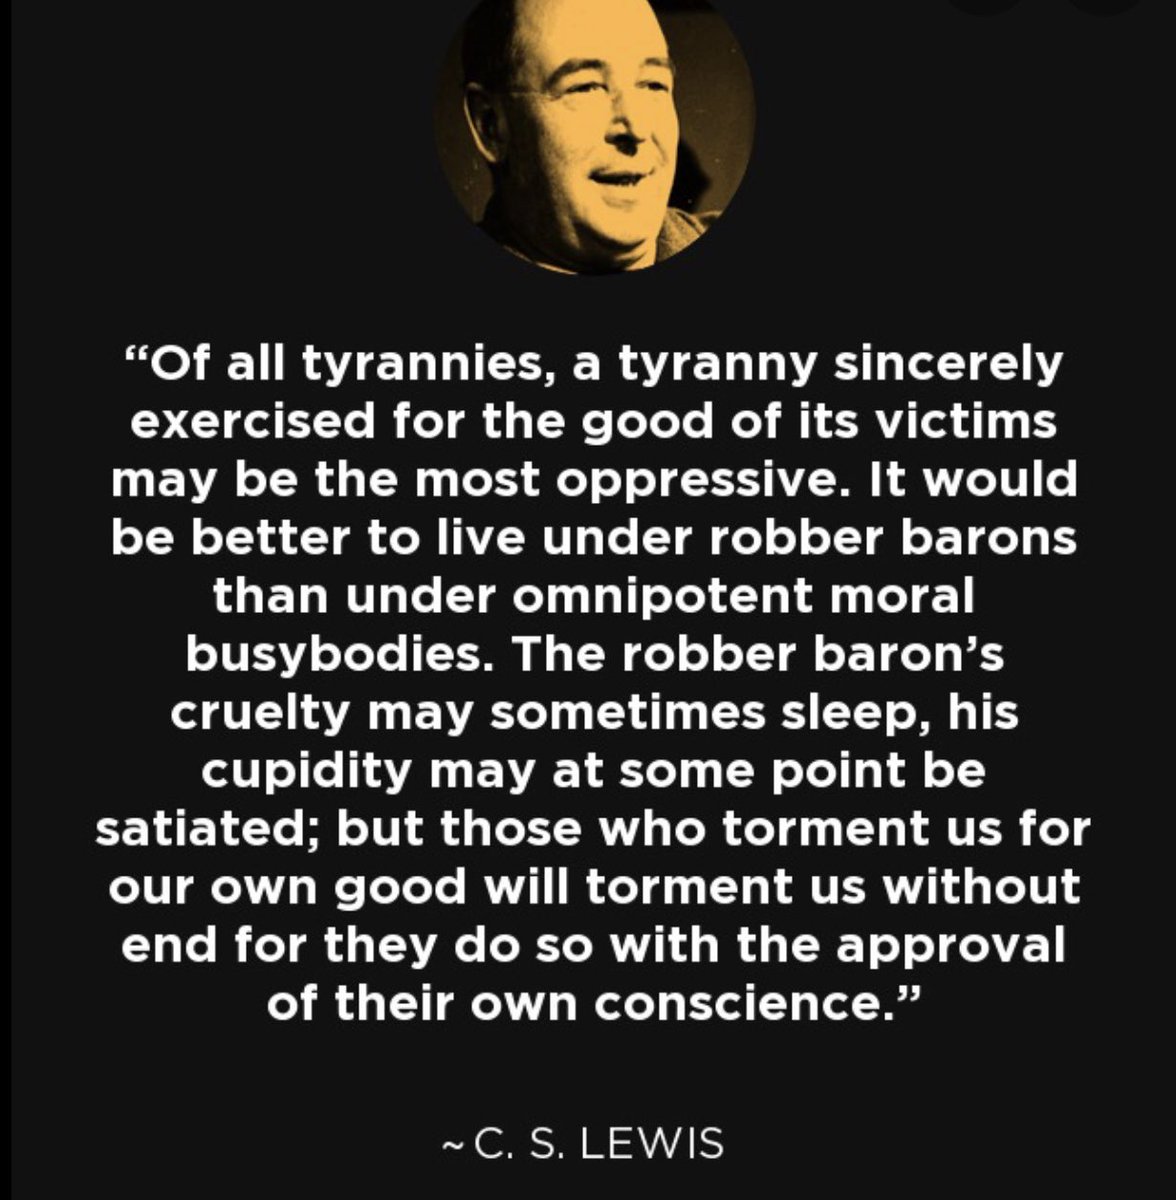 “Of all tyrannies, a tyranny sincerely
exercised for the good of its victims
may be the most oppressive. It would
be better to live under robber barons
than under omnipotent moral
busybodies. The robber baron’s
cruelty may sometimes sleep, his
cupidity may at some point be
satiated; but those who torment us for
our own good will torment us without
end for they do so with the approval
of their own conscience.”
~ C. S. LEWIS